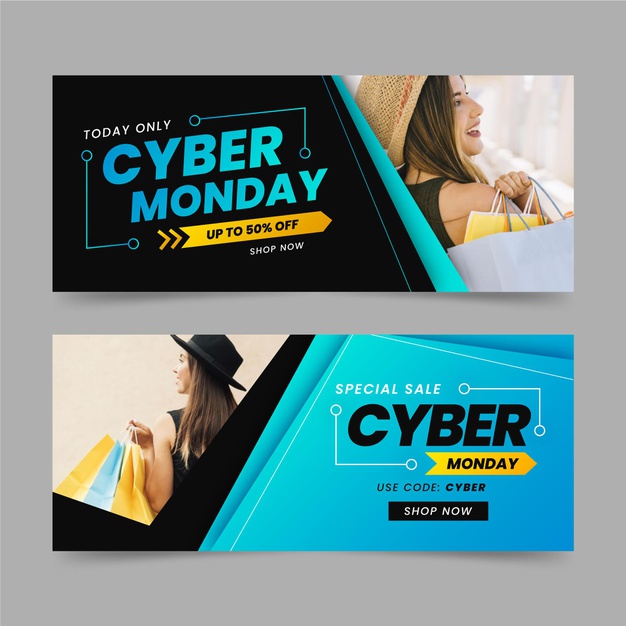 TODAY ONLY
CYBER
MONDAY
UP TO 50% OFF
SHOP NOW
SPECIAL SALE
CYBER
MONDAY
USE CODE: CYBER
SHOP NOW